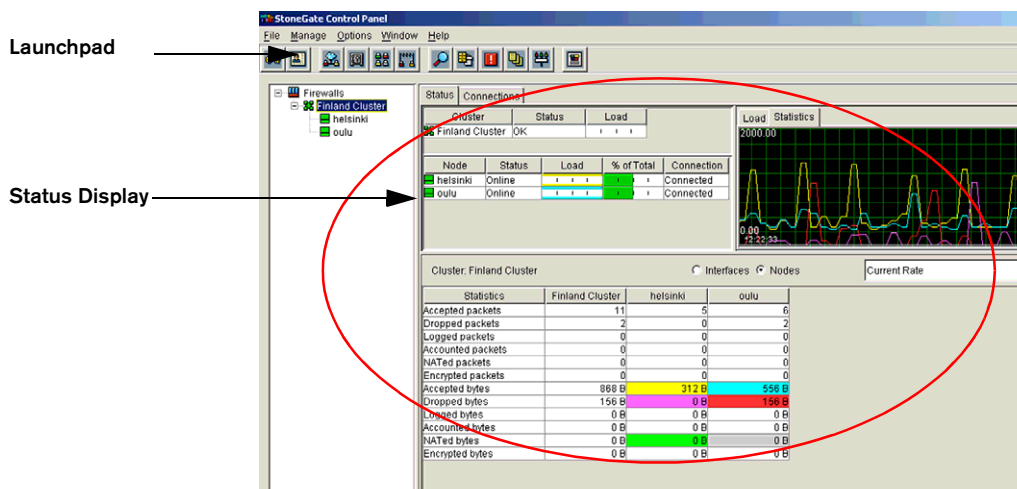 StoneGate Control Panel
File Manage Options Window Help
Launchpad
Firewalls
Finland Cluster
helsinki
oulu
Status Connections
Cluster Status Load
Finland Cluster OK
Node Status Load % of Total Connection
helsinki Online Connected
oulu Online Connected
Load Statistics
2000.00
0.00
12:22:33
Status Display
Cluster: Finland Cluster Interfaces Nodes Current Rate
Statistics Finland Cluster helsinki oulu
Accepted packets 11 5 6
Dropped packets 2 0 2
Logged packets 0 0 0
Accounted packets 0 0 0
NATed packets 0 0 0
Encrypted packets 0 0 0
Accepted bytes 868 B 312 B 556 B
Dropped bytes 156 B 0 B 156 B
Logged bytes 0 B 0 B 0 B
Accounted bytes 0 B 0 B 0 B
NATed bytes 0 B 0 B 0 B
Encrypted bytes 0 B 0 B 0 B